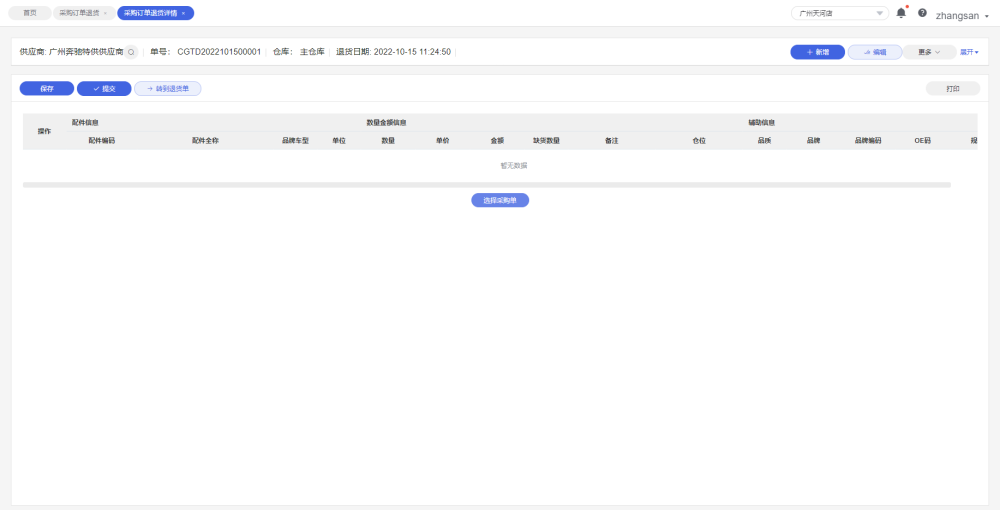 首页 采购订单退货 × 采购订单退货详情 × 广州天河店 zhangsan
供应商: 广州奔驰特供供应商 单号: CGTD2022101500001 仓库: 主仓库 退货日期: 2022-10-15 11:24:50 新增 编辑 更多 展开
保存 提交 转到退货单 打印
操作 配件信息 数量金额信息 辅助信息
配件编码 配件全称 品牌车型 单位 数量 单价 金额 缺货数量 备注 仓位 品质 品牌 品牌编码 OE码 规
暂无数据
选择采购单